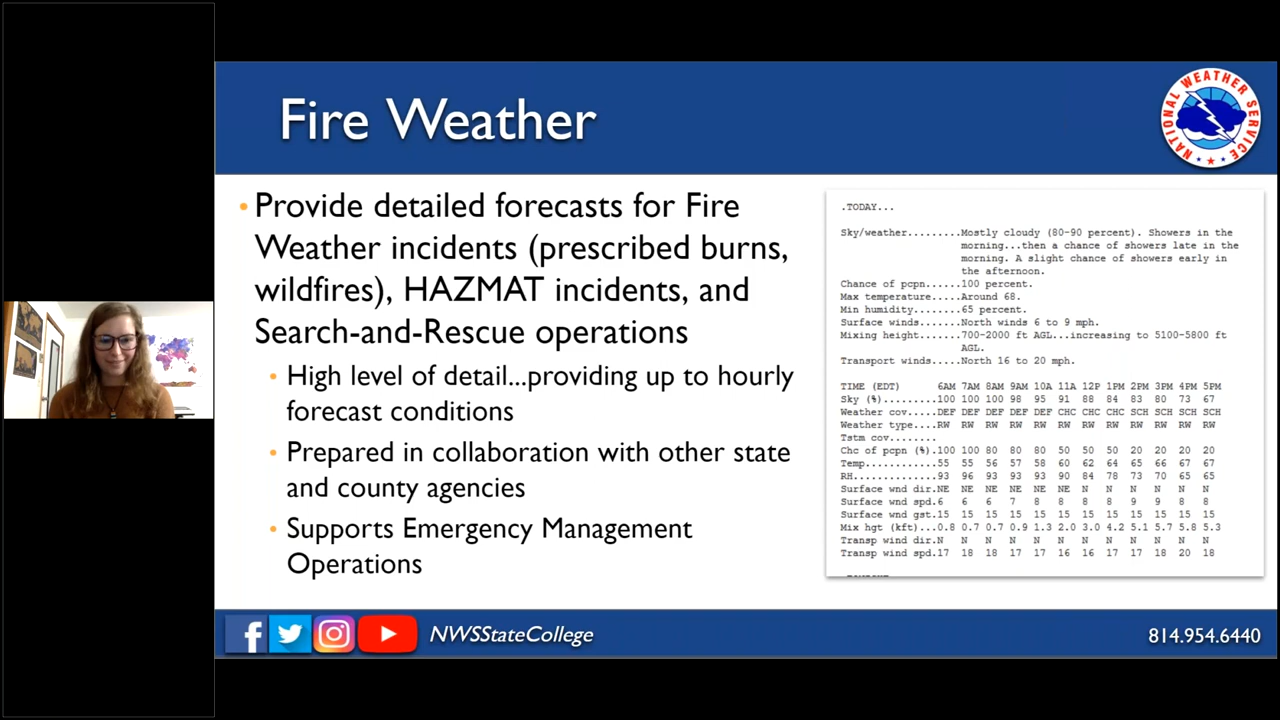 Fire Weather
NATIONAL WEATHER SERVICE
• Provide detailed forecasts for Fire
Weather incidents (prescribed burns,
wildfires), HAZMAT incidents, and
Search-and-Rescue operations
• High level of detail...providing up to hourly
forecast conditions
• Prepared in collaboration with other state
and county agencies
• Supports Emergency Management
Operations
.TODAY...
Sky/weather.........Mostly cloudy (80-90 percent). Showers in the
morning...then a chance of showers late in the
morning. A slight chance of showers early in
the afternoon.
Chance of pcpn......100 percent.
Max temperature.....Around 68.
Min humidity........65 percent.
Surface winds.......North winds 6 to 9 mph.
Mixing height.......700-2000 ft AGL...increasing to 5100-5800 ft
AGL.
Transport winds.....North 16 to 20 mph.
TIME (EDT) 6AM 7AM 8AM 9AM 10A 11A 12P 1PM 2PM 3PM 4PM 5PM
Sky (%).........100 100 100 98 95 91 88 84 83 80 73 67
Weather cov....DEF DEF DEF DEF DEF CHC CHC CHC SCH SCH SCH SCH
Weather type....RW RW RW RW RW RW RW RW RW RW RW RW
Tstm cov........
Chc of pcpn (%).100 100 80 80 80 50 50 50 20 20 20 20
Temp............55 55 56 57 58 60 62 64 65 66 67 67
RH..............93 96 93 93 93 90 84 78 73 70 65 65
Surface wnd dir.NE NE NE NE NE NE N N N N N N
Surface wnd spd.6 6 6 7 8 8 8 8 9 9 8 8
Surface wnd gst.15 15 15 15 15 15 15 15 15 15 15 15
Mix hgt (kft)...0.8 0.7 0.7 0.9 1.3 2.0 3.0 4.2 5.1 5.7 5.8 5.3
Transp wind dir.N N N N N N N N N N N N
Transp wind spd.17 18 18 17 17 16 16 17 17 18 20 18
NWSStateCollege
814.954.6440